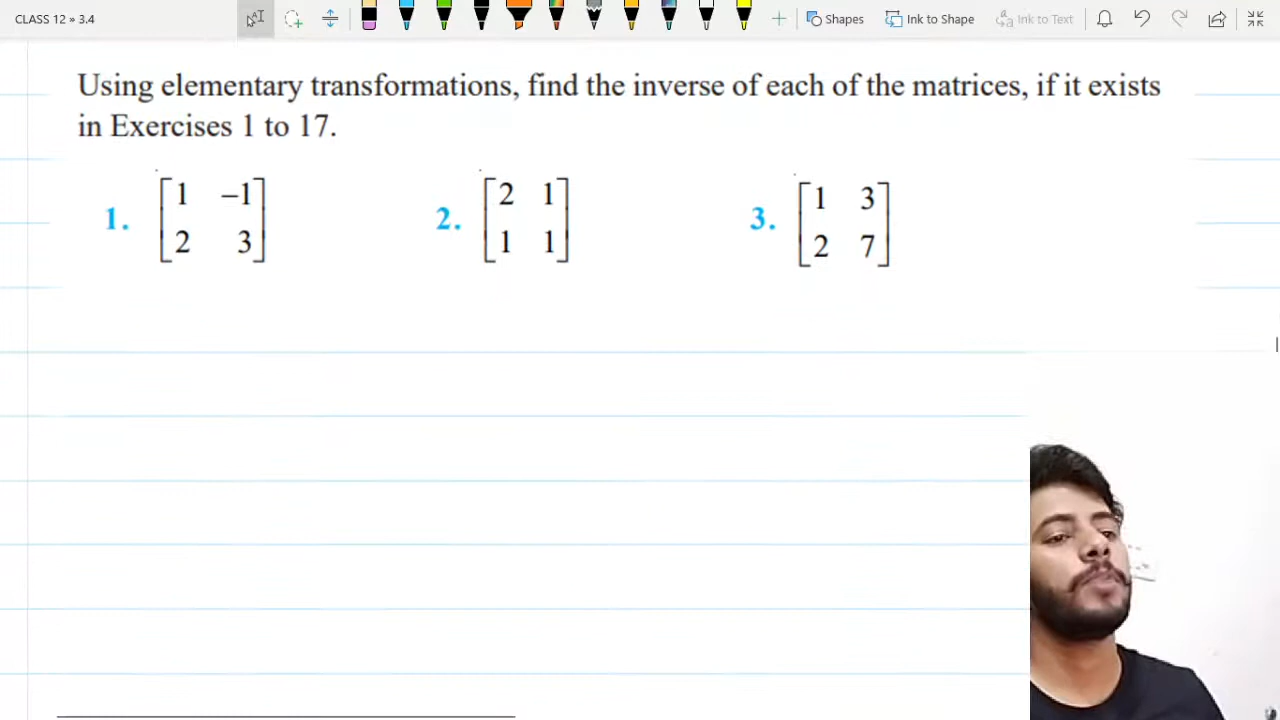 CLASS 12 » 3.4
Shapes
Ink to Shape
Ink to Text
Using elementary transformations, find the inverse of each of the matrices, if it exists
in Exercises 1 to 17.
1. [1 −1]
[2 3]
2. [2 1]
[1 1]
3. [1 3]
[2 7]